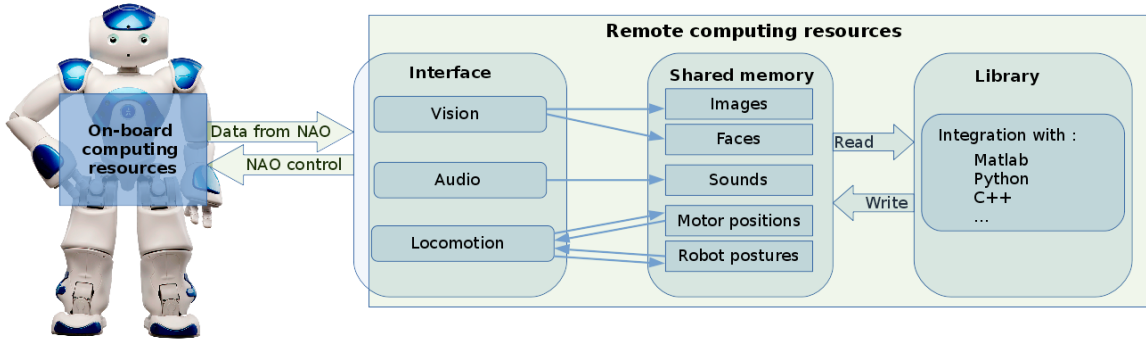 Remote computing resources
Interface
Shared memory
Library
Vision
Images
On-board
computing
resources
Data from NAO
NAO control
Faces
Audio
Sounds
Locomotion
Motor positions
Robot postures
Read
Write
Integration with :
Matlab
Python
C++
...